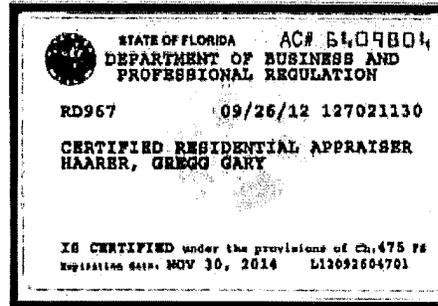 STATE OF FLORIDA AC# 6409804
DEPARTMENT OF BUSINESS AND
PROFESSIONAL REGULATION
RD967 09/26/12 127021130
CERTIFIED RESIDENTIAL APPRAISER
HAARER, GREGG GARY
IS CERTIFIED under the provisions of Ch.475 FS
Expiration date: NOV 30, 2014 L12092604701